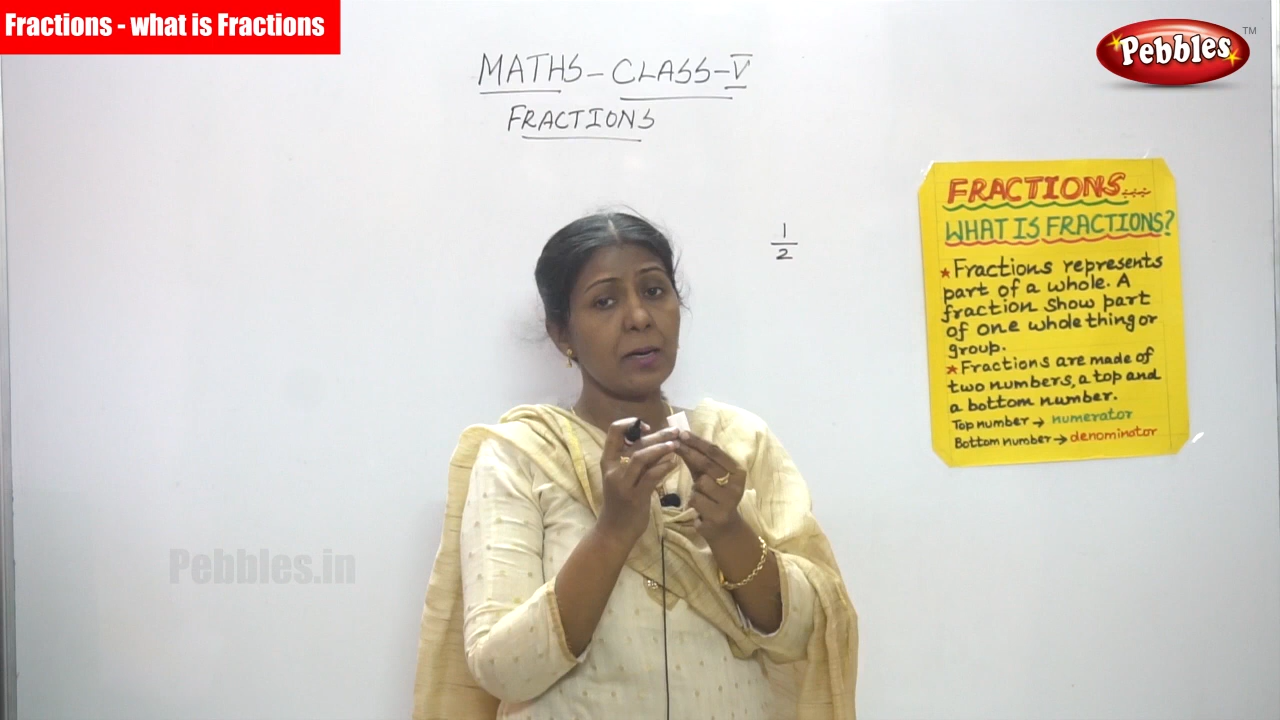 Fractions - what is Fractions
Pebbles TM
MATHS - CLASS - V
FRACTIONS
1
2
FRACTIONS...
WHAT IS FRACTIONS?
* Fractions represents
part of a whole. A
fraction show part
of one whole thing or
group.
* Fractions are made of
two numbers, a top and
a bottom number.
Top number → numerator
Bottom number → denominator
Pebbles.in